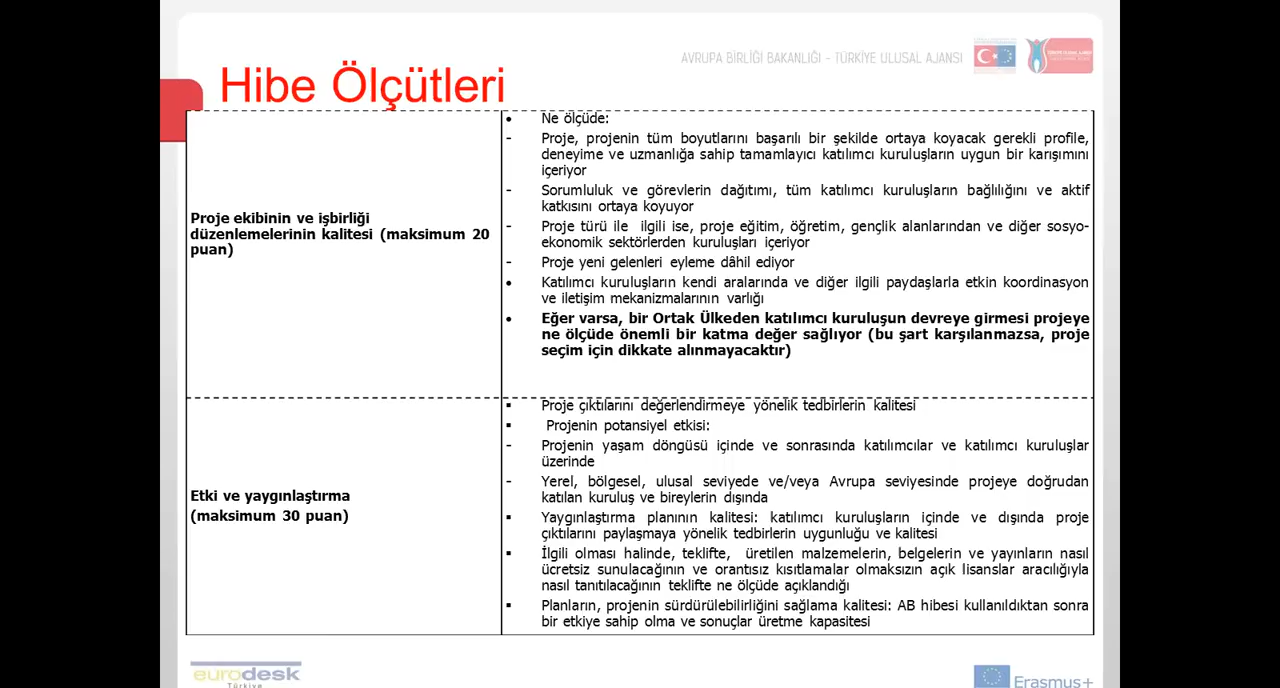 AVRUPA BİRLİĞİ BAKANLIĞI - TÜRKİYE ULUSAL AJANSI
Hibe Ölçütleri
Proje ekibinin ve işbirliği
düzenlemelerinin kalitesi (maksimum 20
puan)
• Ne ölçüde:
- Proje, projenin tüm boyutlarını başarılı bir şekilde ortaya koyacak gerekli profile,
deneyime ve uzmanlığa sahip tamamlayıcı katılımcı kuruluşların uygun bir karışımını
içeriyor
- Sorumluluk ve görevlerin dağıtımı, tüm katılımcı kuruluşların bağlılığını ve aktif
katkısını ortaya koyuyor
- Proje türü ile ilgili ise, proje eğitim, öğretim, gençlik alanlarından ve diğer sosyo-
ekonomik sektörlerden kuruluşları içeriyor
- Proje yeni gelenleri eyleme dâhil ediyor
• Katılımcı kuruluşların kendi aralarında ve diğer ilgili paydaşlarla etkin koordinasyon
ve iletişim mekanizmalarının varlığı
• Eğer varsa, bir Ortak Ülkeden katılımcı kuruluşun devreye girmesi projeye
ne ölçüde önemli bir katma değer sağlıyor (bu şart karşılanmazsa, proje
seçim için dikkate alınmayacaktır)
Etki ve yaygınlaştırma
(maksimum 30 puan)
▪ Proje çıktılarını değerlendirmeye yönelik tedbirlerin kalitesi
▪ Projenin potansiyel etkisi:
- Projenin yaşam döngüsü içinde ve sonrasında katılımcılar ve katılımcı kuruluşlar
üzerinde
- Yerel, bölgesel, ulusal seviyede ve/veya Avrupa seviyesinde projeye doğrudan
katılan kuruluş ve bireylerin dışında
▪ Yaygınlaştırma planının kalitesi: katılımcı kuruluşların içinde ve dışında proje
çıktılarını paylaşmaya yönelik tedbirlerin uygunluğu ve kalitesi
▪ İlgili olması halinde, teklifte, üretilen malzemelerin, belgelerin ve yayınların nasıl
ücretsiz sunulacağının ve orantısız kısıtlamalar olmaksızın açık lisanslar aracılığıyla
nasıl tanıtılacağının teklifte ne ölçüde açıklandığı
▪ Planların, projenin sürdürülebilirliğini sağlama kalitesi: AB hibesi kullanıldıktan sonra
bir etkiye sahip olma ve sonuçlar üretme kapasitesi
eurodesk
Türkiye
Erasmus+